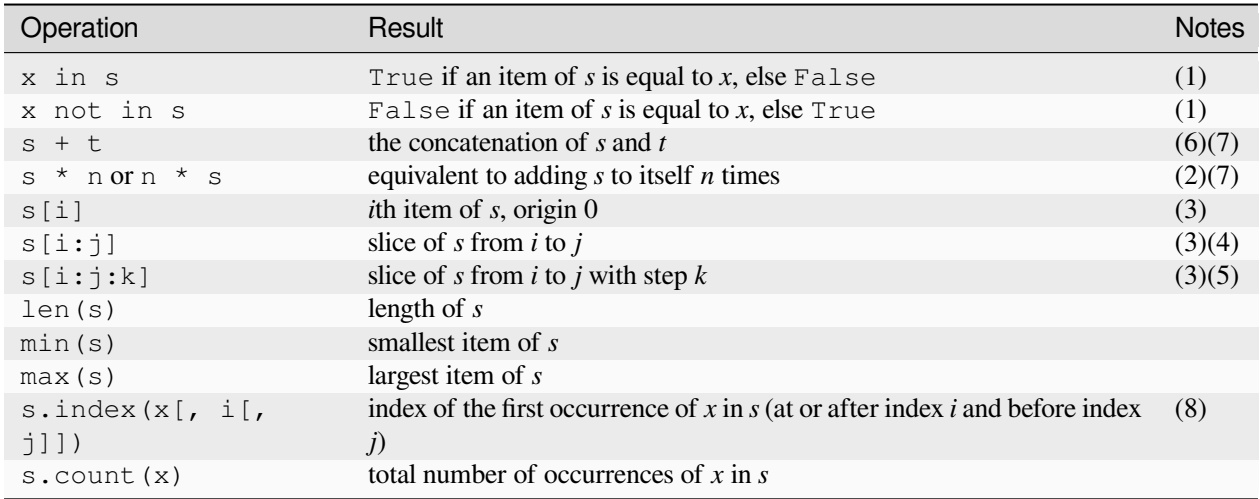 Operation Result Notes
x in s True if an item of s is equal to x, else False (1)
x not in s False if an item of s is equal to x, else True (1)
s + t the concatenation of s and t (6)(7)
s * n or n * s equivalent to adding s to itself n times (2)(7)
s[i] ith item of s, origin 0 (3)
s[i:j] slice of s from i to j (3)(4)
s[i:j:k] slice of s from i to j with step k (3)(5)
len(s) length of s
min(s) smallest item of s
max(s) largest item of s
s.index(x[, i[, index of the first occurrence of x in s (at or after index i and before index (8)
j]]) j)
s.count(x) total number of occurrences of x in s